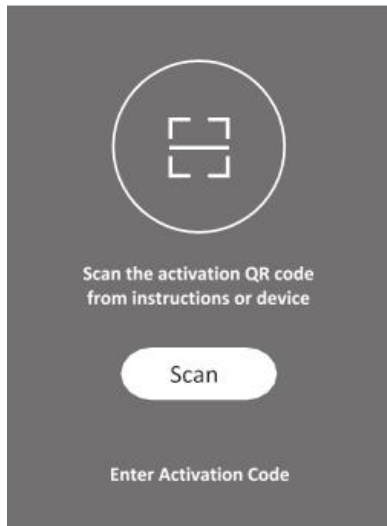 Scan the activation QR code
from instructions or device
Scan
Enter Activation Code